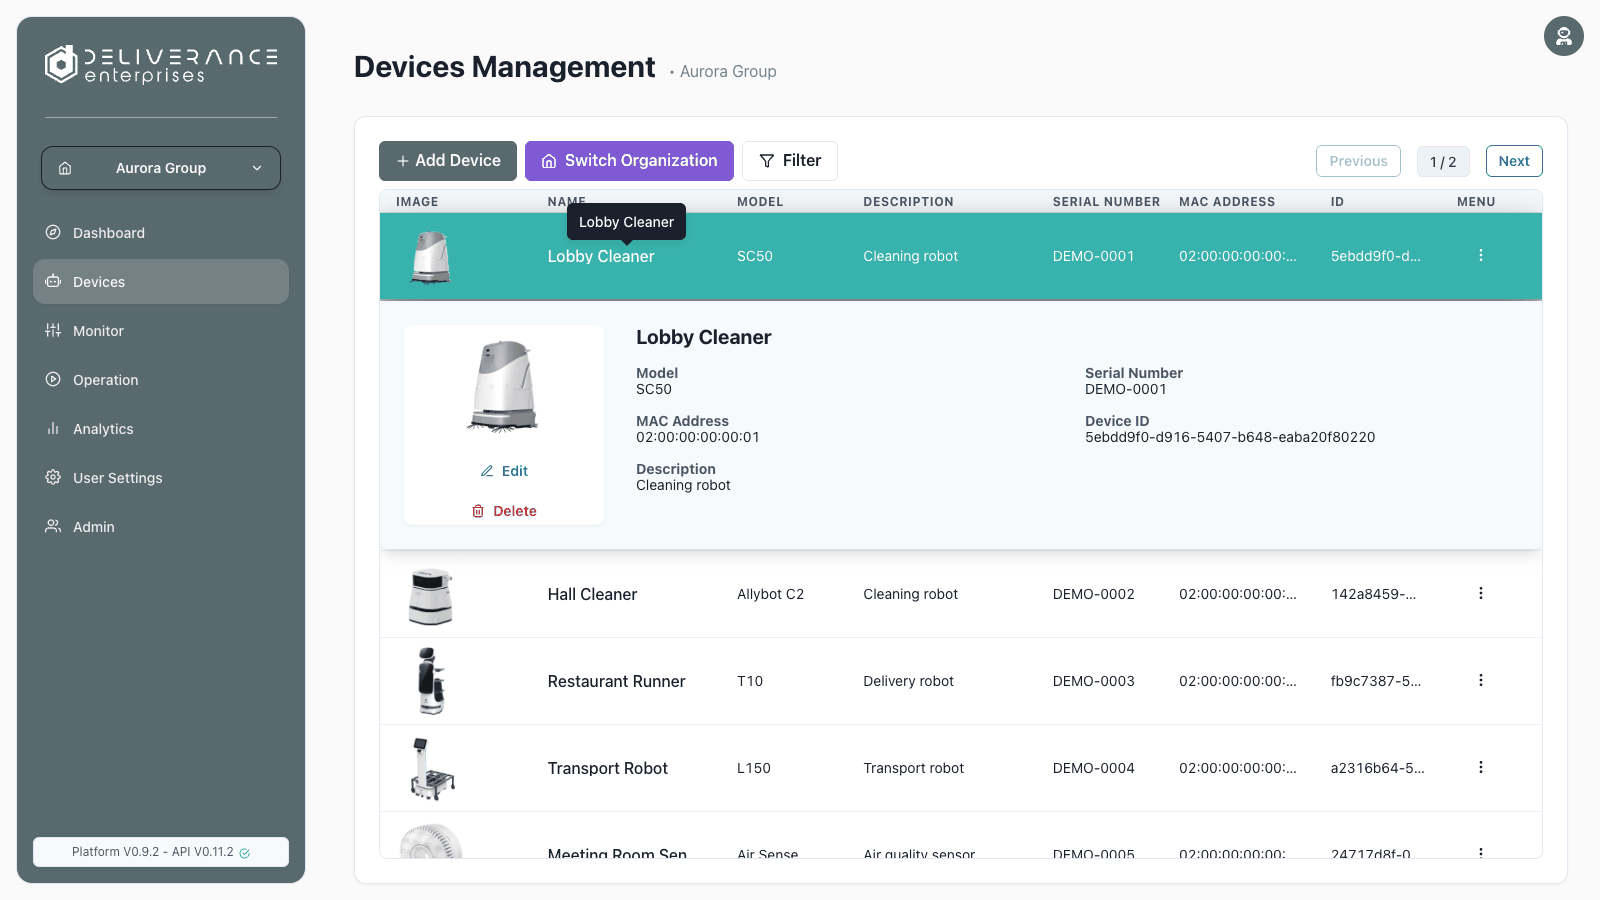 DELIVERANCE
enterprises
Aurora Group
Dashboard
Devices
Monitor
Operation
Analytics
User Settings
Admin
Platform V0.9.2 - API V0.11.2
Devices Management • Aurora Group
+ Add Device
Switch Organization
Filter
Previous
1 / 2
Next
IMAGE NAME MODEL DESCRIPTION SERIAL NUMBER MAC ADDRESS ID MENU
Lobby Cleaner
Lobby Cleaner SC50 Cleaning robot DEMO-0001 02:00:00:00:00:... 5ebdd9f0-d...
Lobby Cleaner
Model
SC50
Serial Number
DEMO-0001
MAC Address
02:00:00:00:00:01
Device ID
5ebdd9f0-d916-5407-b648-eaba20f80220
Description
Cleaning robot
Edit
Delete
Hall Cleaner Allybot C2 Cleaning robot DEMO-0002 02:00:00:00:00:... 142a8459-...
Restaurant Runner T10 Delivery robot DEMO-0003 02:00:00:00:00:... fb9c7387-5...
Transport Robot L150 Transport robot DEMO-0004 02:00:00:00:00:... a2316b64-5...
Meeting Room Sen Air Sense Air quality sensor DEMO-0005 02:00:00:00:00: 24717d8f-0